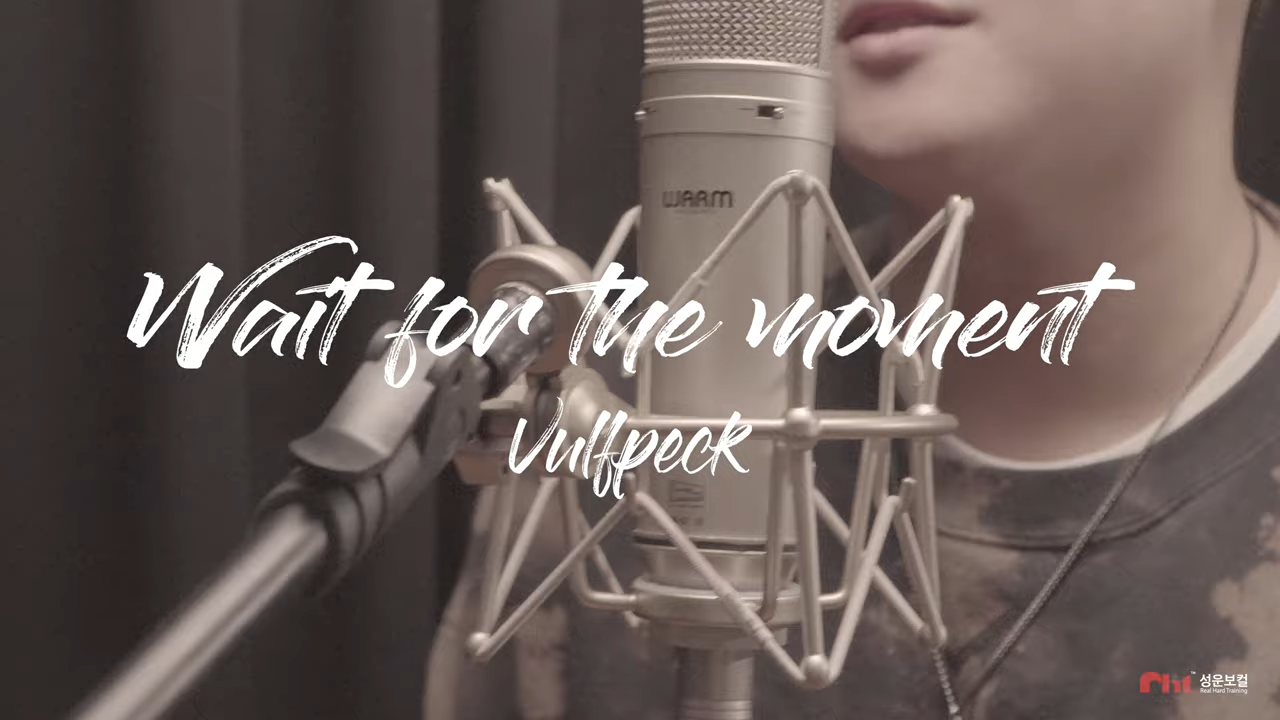 WARM
Wait for the moment
Vulfpeck
성운보컬
Real Hard Training